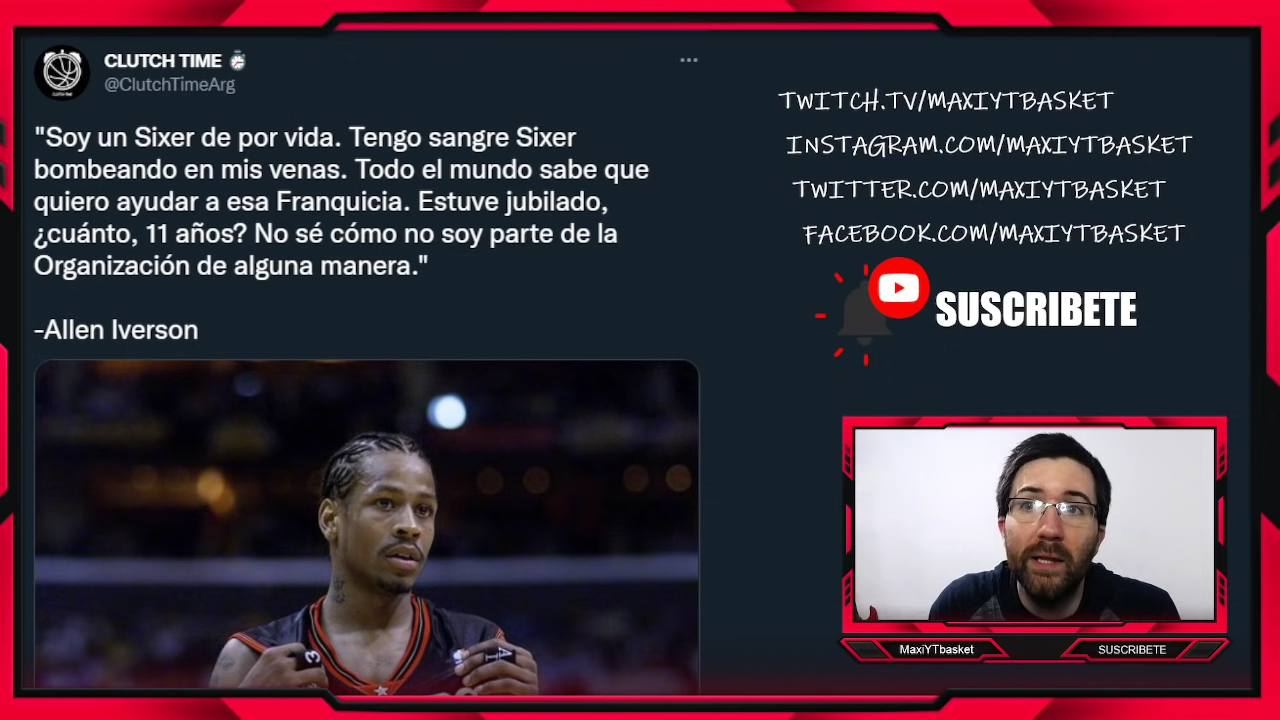 CLUTCH TIME
@ClutchTimeArg
"Soy un Sixer de por vida. Tengo sangre Sixer
bombeando en mis venas. Todo el mundo sabe que
quiero ayudar a esa Franquicia. Estuve jubilado,
¿cuánto, 11 años? No sé cómo no soy parte de la
Organización de alguna manera."
-Allen Iverson
TWITCH.TV/MAXIYTBASKET
INSTAGRAM.COM/MAXIYTBASKET
TWITTER.COM/MAXIYTBASKET
FACEBOOK.COM/MAXIYTBASKET
SUSCRIBETE
3
AI
MaxiYTbasket
SUSCRIBETE